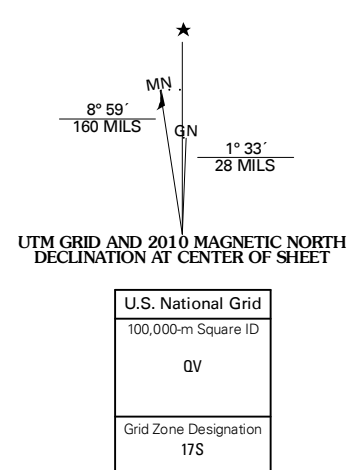 MN
8° 59´
160 MILS
GN
1° 33´
28 MILS
UTM GRID AND 2010 MAGNETIC NORTH
DECLINATION AT CENTER OF SHEET
U.S. National Grid
100,000-m Square ID
QV
Grid Zone Designation
17S